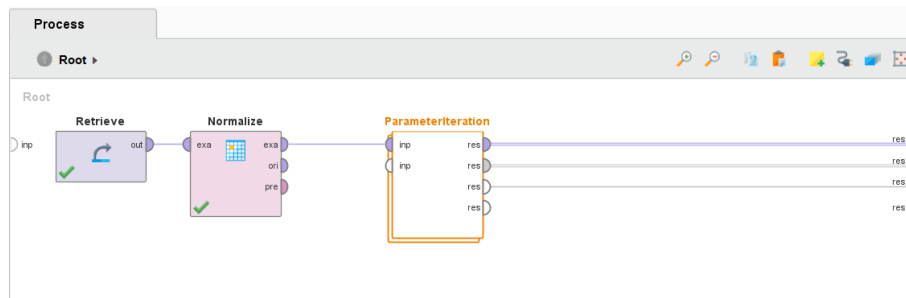 Process
Root
Root
Retrieve
Normalize
ParameterIteration
inp
out
exa
exa
ori
pre
inp
inp
res
res
res
res
res
res
res
res